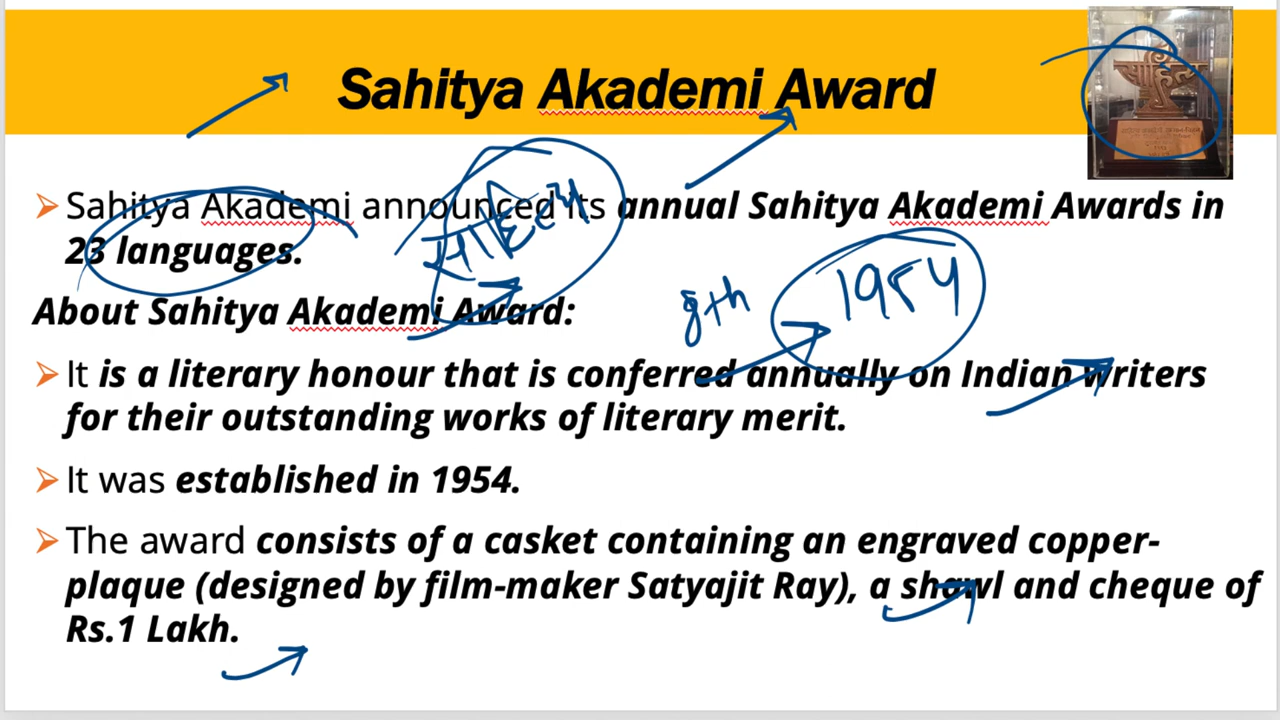 Sahitya Akademi Award
Sahitya Akademi announced its annual Sahitya Akademi Awards in
23 languages.
About Sahitya Akademi Award:
8th
1954
It is a literary honour that is conferred annually on Indian writers
for their outstanding works of literary merit.
It was established in 1954.
The award consists of a casket containing an engraved copper-
plaque (designed by film-maker Satyajit Ray), a shawl and cheque of
Rs.1 Lakh.